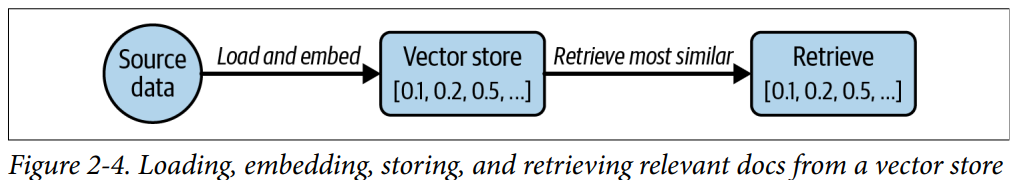 Source
data
Load and embed
Vector store
[0.1, 0.2, 0.5, ...]
Retrieve most similar
Retrieve
[0.1, 0.2, 0.5, ...]
Figure 2-4. Loading, embedding, storing, and retrieving relevant docs from a vector store